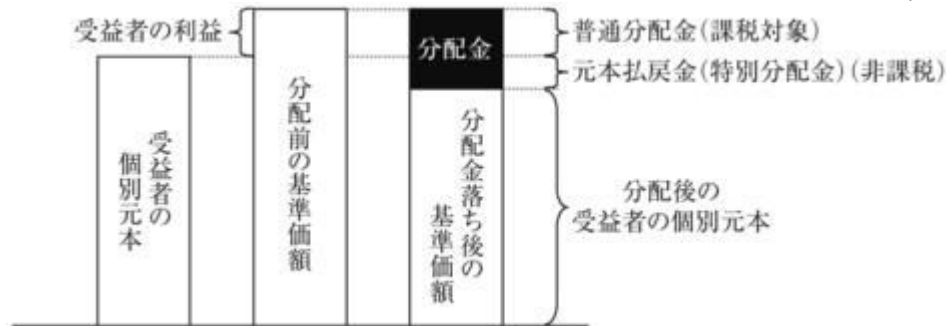 受益者の利益
受益者の
個別元本
分配前の基準価額
分配金
分配金落ち後の
基準価額
普通分配金(課税対象)
元本払戻金(特別分配金)(非課税)
分配後の
受益者の個別元本